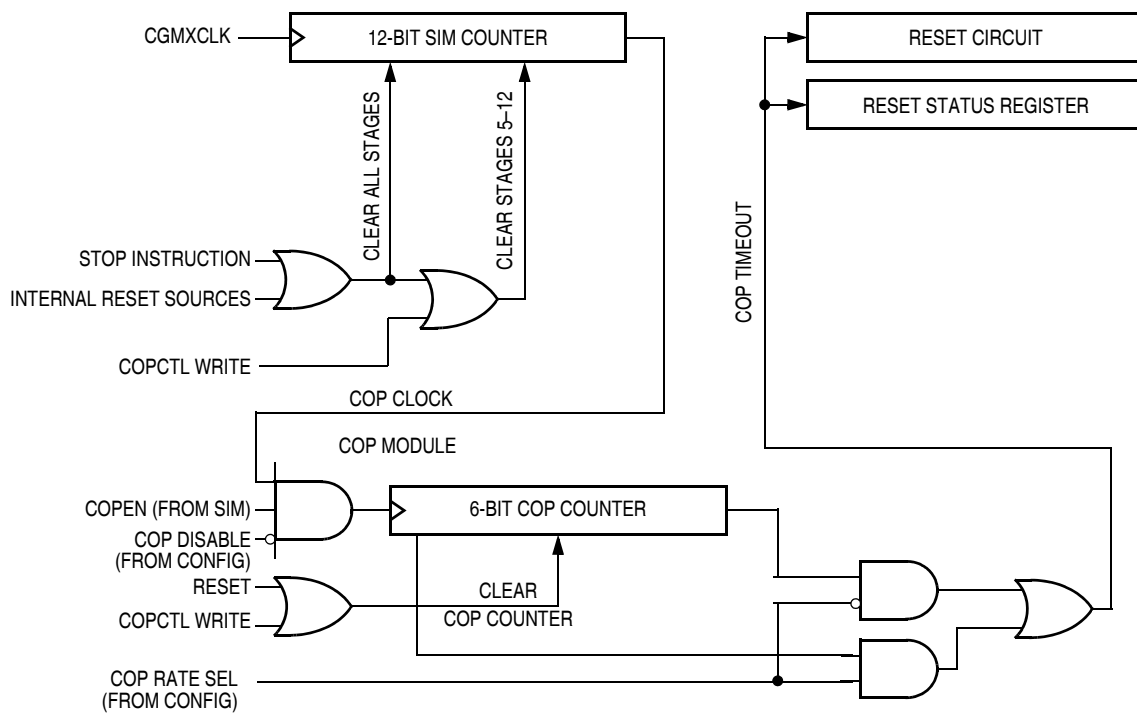 CGMXCLK
12-BIT SIM COUNTER
RESET CIRCUIT
RESET STATUS REGISTER
CLEAR ALL STAGES
CLEAR STAGES 5–12
COP TIMEOUT
STOP INSTRUCTION
INTERNAL RESET SOURCES
COPCTL WRITE
COP CLOCK
COP MODULE
COPEN (FROM SIM)
6-BIT COP COUNTER
COP DISABLE
(FROM CONFIG)
RESET
COPCTL WRITE
CLEAR
COP COUNTER
COP RATE SEL
(FROM CONFIG)